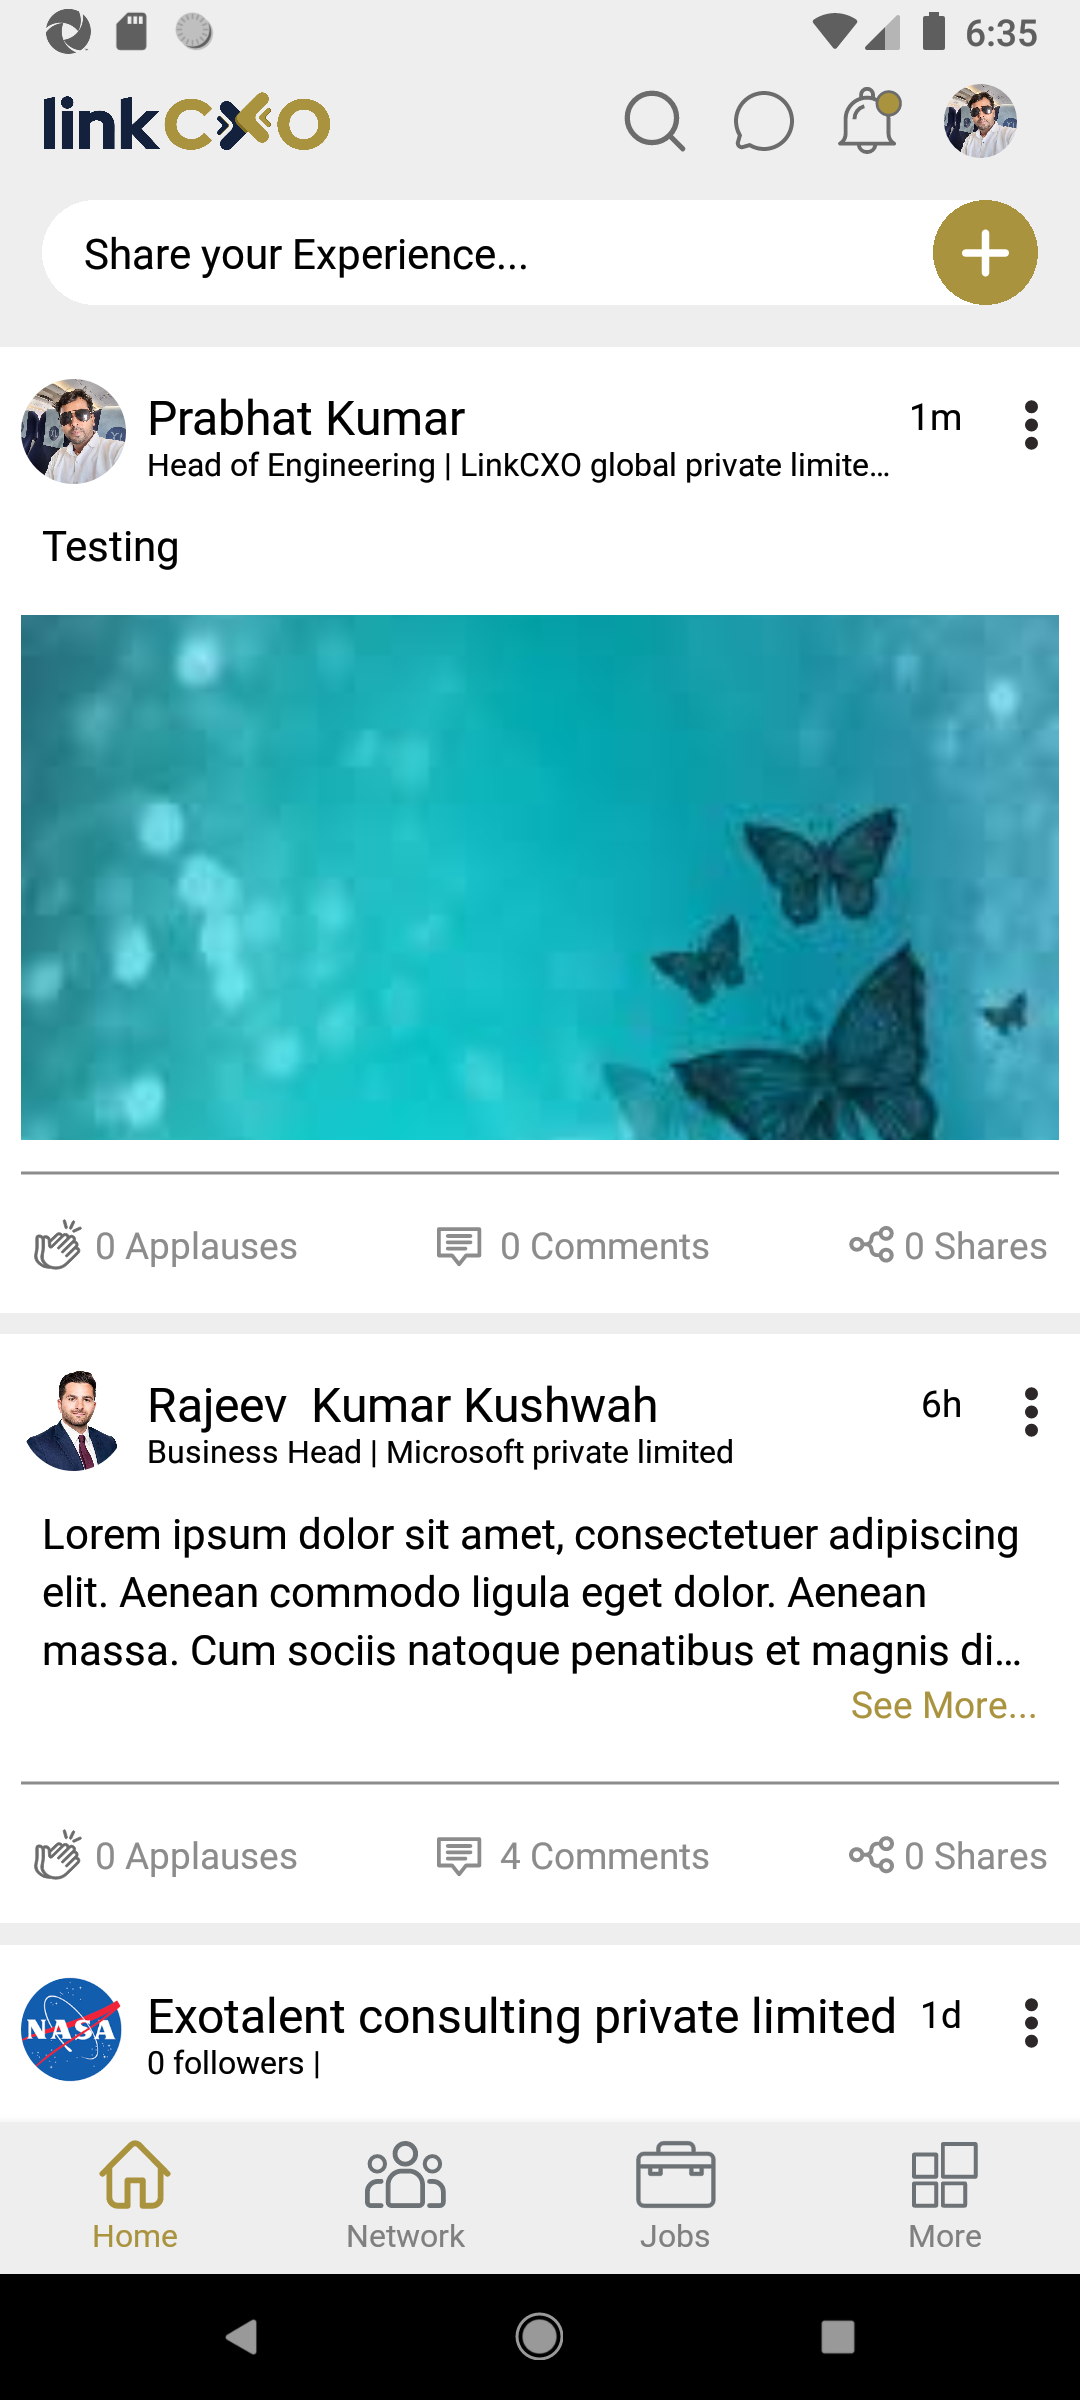 6:35
linkCXO
Share your Experience...
Prabhat Kumar
1m
Head of Engineering | LinkCXO global private limite...
Testing
0 Applauses
0 Comments
0 Shares
Rajeev  Kumar Kushwah
6h
Business Head | Microsoft private limited
Lorem ipsum dolor sit amet, consectetuer adipiscing
elit. Aenean commodo ligula eget dolor. Aenean
massa. Cum sociis natoque penatibus et magnis di...
See More...
0 Applauses
4 Comments
0 Shares
NASA
Exotalent consulting private limited
1d
0 followers |
Home
Network
Jobs
More